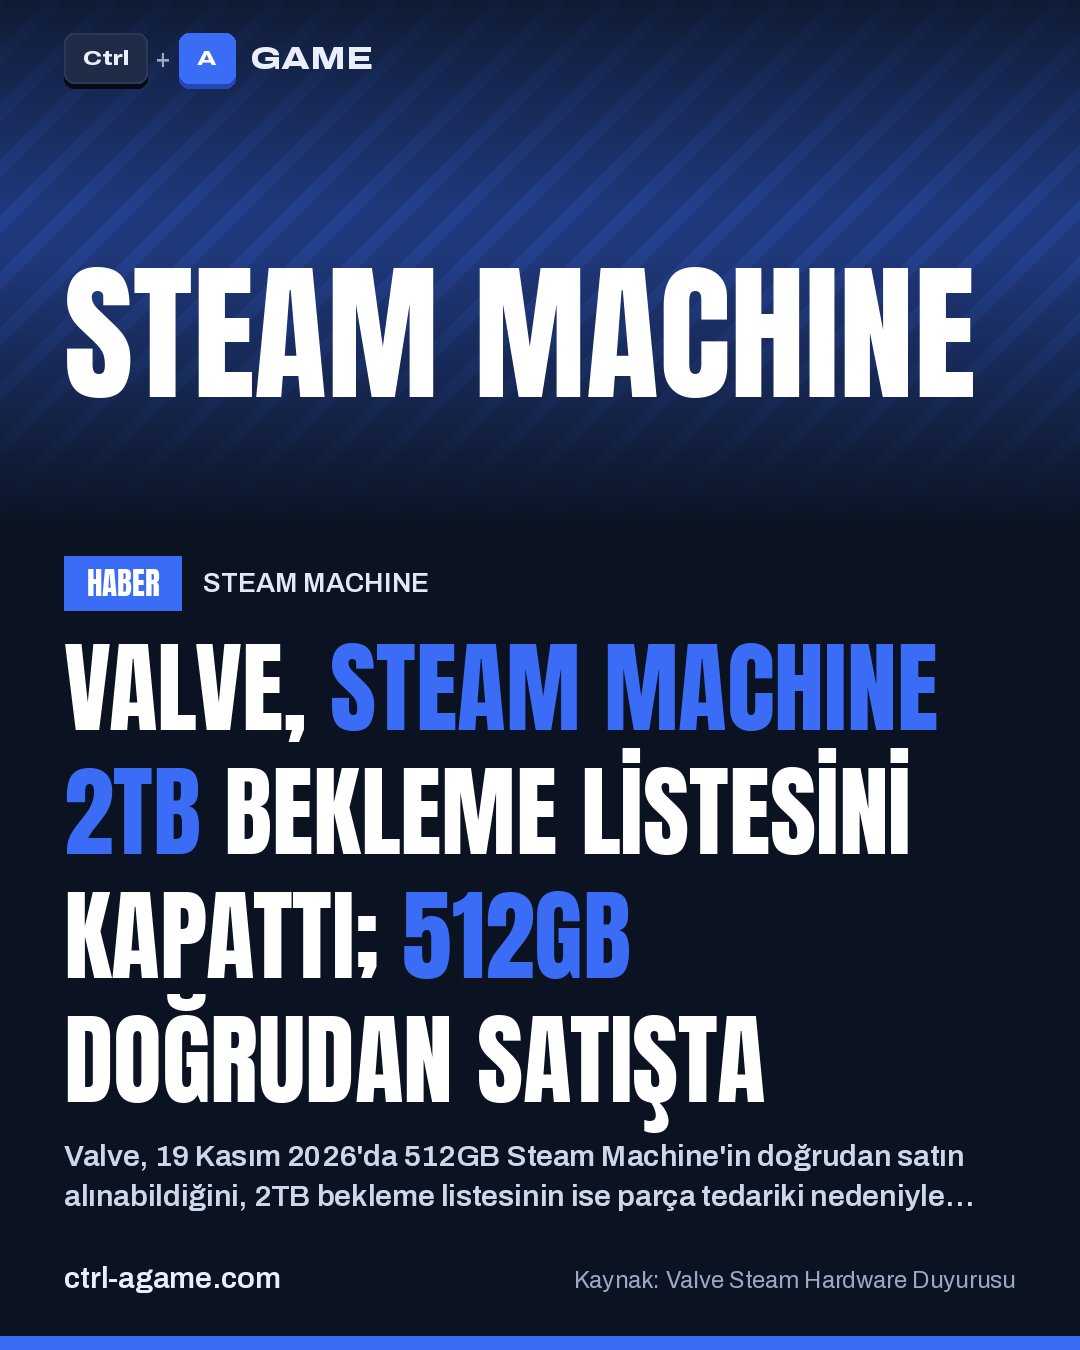 Ctrl + A GAME
STEAM MACHINE
HABER STEAM MACHINE
VALVE, STEAM MACHINE
2TB BEKLEME LİSTESİNİ
KAPATTI; 512GB
DOĞRUDAN SATIŞTA
Valve, 19 Kasım 2026'da 512GB Steam Machine'in doğrudan satın
alınabildiğini, 2TB bekleme listesinin ise parça tedariki nedeniyle…
ctrl-agame.com
Kaynak: Valve Steam Hardware Duyurusu